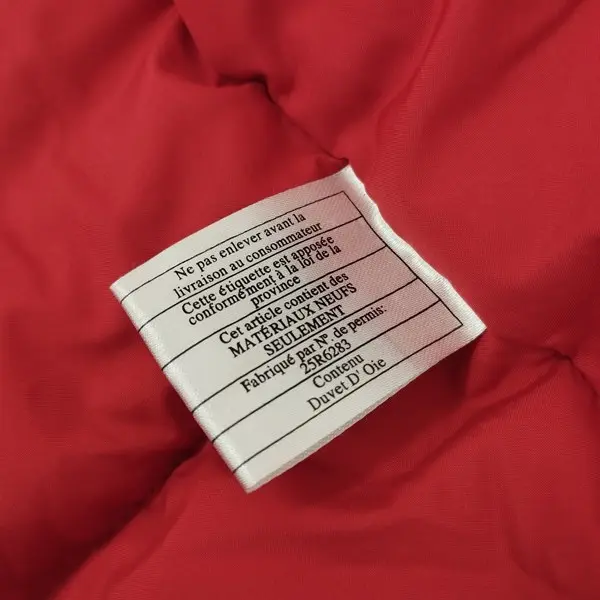 Ne pas enlever avant la
livraison au consommateur
Cette étiquette est apposée
conformément à la loi de la
province
Cet article contient des
MATÉRIAUX NEUFS
SEULEMENT
Fabriqué par N°. de permis:
25R6283
Contenu
Duvet D' Oie